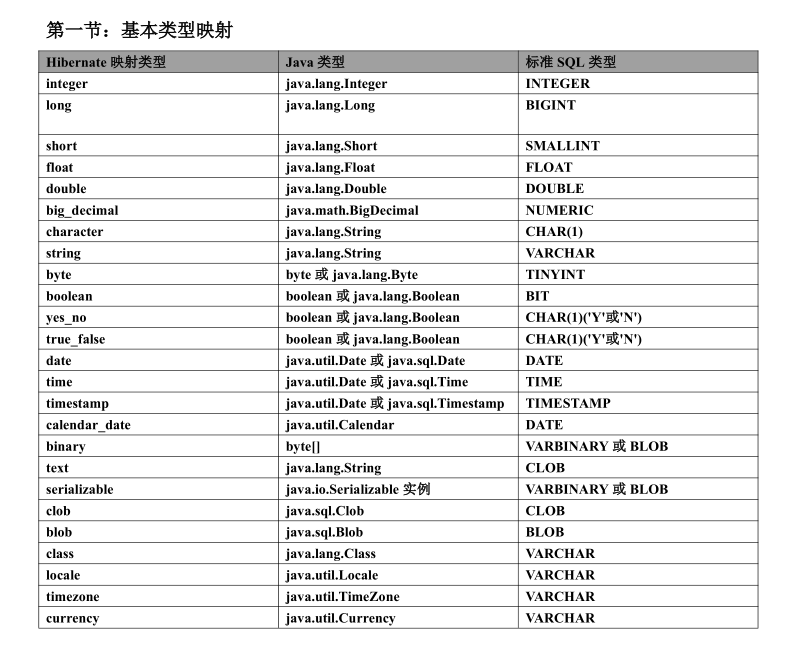 第一节：基本类型映射
Hibernate 映射类型 Java 类型 标准 SQL 类型
integer java.lang.Integer INTEGER
long java.lang.Long BIGINT
short java.lang.Short SMALLINT
float java.lang.Float FLOAT
double java.lang.Double DOUBLE
big_decimal java.math.BigDecimal NUMERIC
character java.lang.String CHAR(1)
string java.lang.String VARCHAR
byte byte 或 java.lang.Byte TINYINT
boolean boolean 或 java.lang.Boolean BIT
yes_no boolean 或 java.lang.Boolean CHAR(1)('Y'或'N')
true_false boolean 或 java.lang.Boolean CHAR(1)('Y'或'N')
date java.util.Date 或 java.sql.Date DATE
time java.util.Date 或 java.sql.Time TIME
timestamp java.util.Date 或 java.sql.Timestamp TIMESTAMP
calendar_date java.util.Calendar DATE
binary byte[] VARBINARY 或 BLOB
text java.lang.String CLOB
serializable java.io.Serializable 实例 VARBINARY 或 BLOB
clob java.sql.Clob CLOB
blob java.sql.Blob BLOB
class java.lang.Class VARCHAR
locale java.util.Locale VARCHAR
timezone java.util.TimeZone VARCHAR
currency java.util.Currency VARCHAR